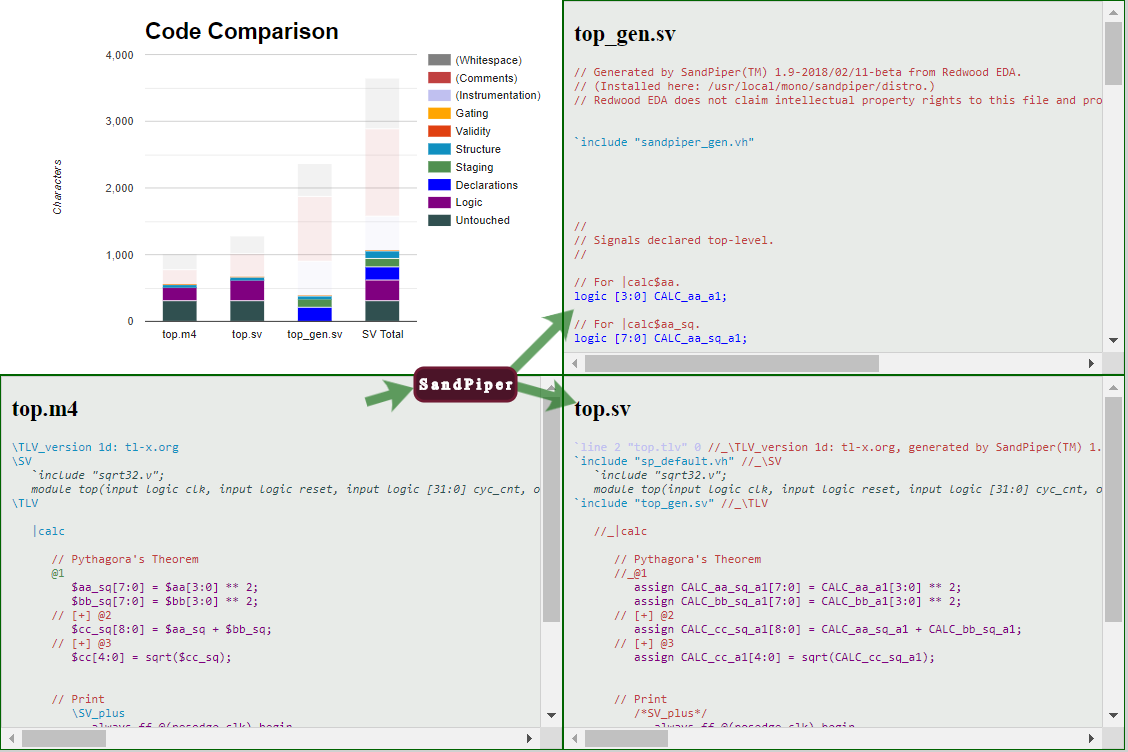 Code Comparison
4,000
3,000
2,000
1,000
0
Characters
top.m4
top.sv
top_gen.sv
SV Total
(Whitespace)
(Comments)
(Instrumentation)
Gating
Validity
Structure
Staging
Declarations
Logic
Untouched
top_gen.sv
// Generated by SandPiper(TM) 1.9-2018/02/11-beta from Redwood EDA.
// (Installed here: /usr/local/mono/sandpiper/distro.)
// Redwood EDA does not claim intellectual property rights to this file and pro
`include "sandpiper_gen.vh"
//
// Signals declared top-level.
//
// For |calc$aa.
logic [3:0] CALC_aa_a1;
// For |calc$aa_sq.
logic [7:0] CALC_aa_sq_a1;
SandPiper
top.m4
\TLV_version 1d: tl-x.org
\SV
`include "sqrt32.v";
module top(input logic clk, input logic reset, input logic [31:0] cyc_cnt, o
\TLV
|calc
// Pythagora's Theorem
@1
$aa_sq[7:0] = $aa[3:0] ** 2;
$bb_sq[7:0] = $bb[3:0] ** 2;
// [+] @2
$cc_sq[8:0] = $aa_sq + $bb_sq;
// [+] @3
$cc[4:0] = sqrt($cc_sq);
// Print
\SV_plus
always_ff @(posedge clk) begin
top.sv
`line 2 "top.tlv" 0 //_\TLV_version 1d: tl-x.org, generated by SandPiper(TM) 1.
`include "sp_default.vh" //_\SV
`include "sqrt32.v";
module top(input logic clk, input logic reset, input logic [31:0] cyc_cnt, o
`include "top_gen.sv" //_\TLV
//_|calc
// Pythagora's Theorem
//_@1
assign CALC_aa_sq_a1[7:0] = CALC_aa_a1[3:0] ** 2;
assign CALC_bb_sq_a1[7:0] = CALC_bb_a1[3:0] ** 2;
// [+] @2
assign CALC_cc_sq_a1[8:0] = CALC_aa_sq_a1 + CALC_bb_sq_a1;
// [+] @3
assign CALC_cc_a1[4:0] = sqrt(CALC_cc_sq_a1);
// Print
/*SV_plus*/
always_ff @(posedge clk) begin